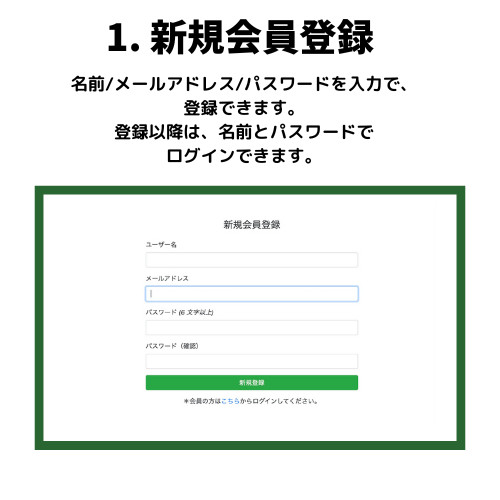 1. 新規会員登録
名前/メールアドレス/パスワードを入力で、
登録できます。
登録以降は、名前とパスワードで
ログインできます。
新規会員登録
ユーザー名
メールアドレス
パスワード (6 文字以上)
パスワード（確認）
新規登録
＊会員の方はこちらからログインしてください。